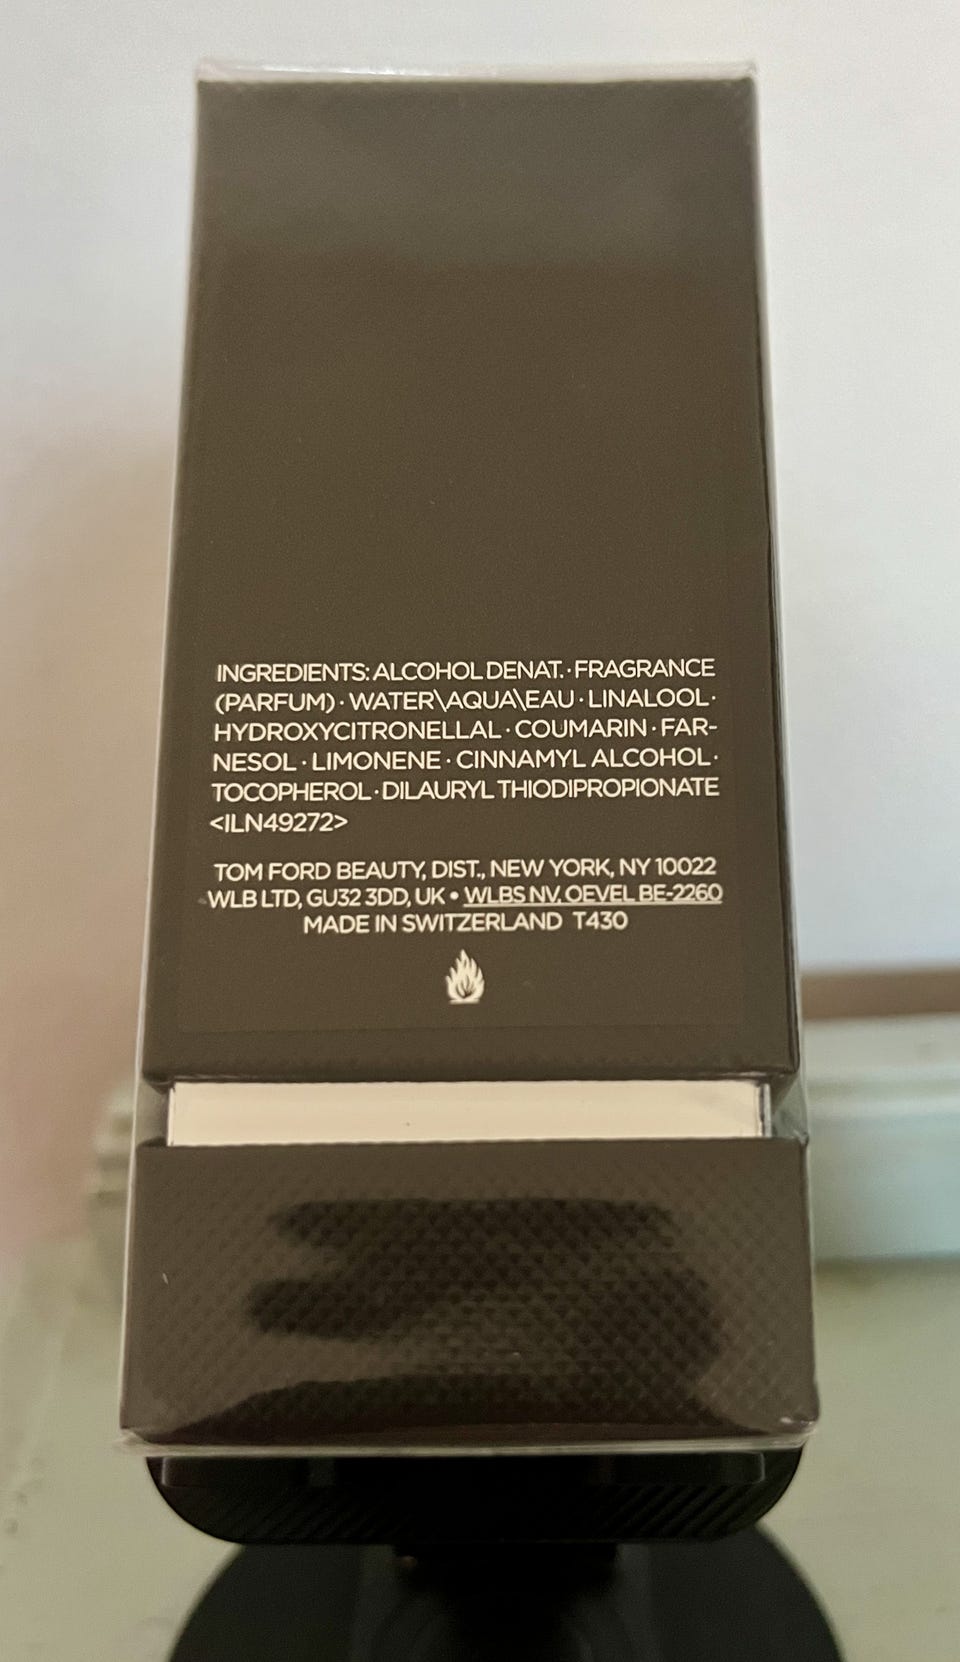 INGREDIENTS: ALCOHOL DENAT. · FRAGRANCE
(PARFUM) · WATER\AQUA\EAU · LINALOOL ·
HYDROXYCITRONELLAL · COUMARIN · FAR-
NESOL · LIMONENE · CINNAMYL ALCOHOL ·
TOCOPHEROL · DILAURYL THIODIPROPIONATE
<ILN49272>
TOM FORD BEAUTY, DIST., NEW YORK, NY 10022
WLB LTD, GU32 3DD, UK • WLBS NV, OEVEL BE-2260
MADE IN SWITZERLAND T430